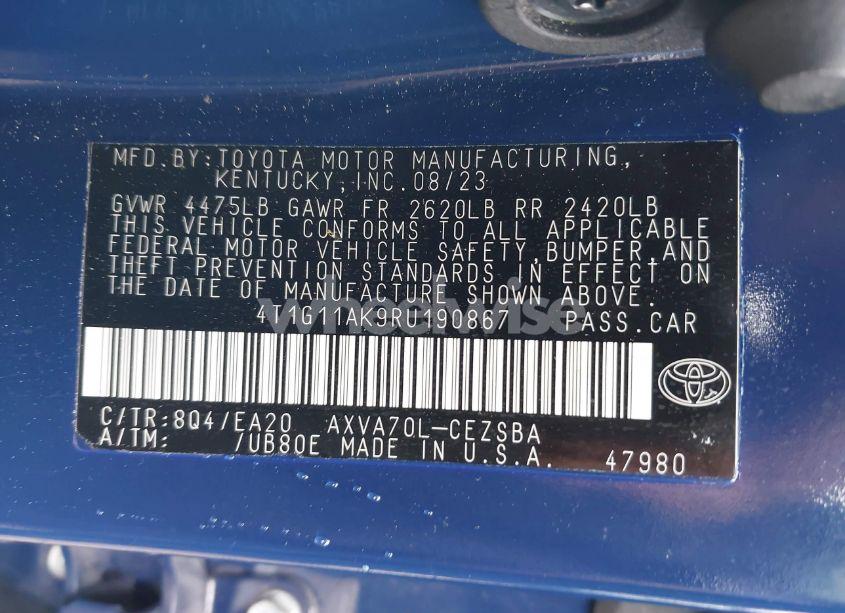 MFD. BY: TOYOTA MOTOR MANUFACTURING,
KENTUCKY, INC. 08/23
GVWR 4475LB GAWR FR 2620LB RR 2420LB
THIS VEHICLE CONFORMS TO ALL APPLICABLE
FEDERAL MOTOR VEHICLE SAFETY, BUMPER, AND
THEFT PREVENTION STANDARDS IN EFFECT ON
THE DATE OF MANUFACTURE SHOWN ABOVE.
4T1G11AK9RU190867 PASS. CAR
C/TR: 8Q4/EA20 AXVA70L-CEZSBA
A/TM: /UB80E MADE IN U.S.A. 47980